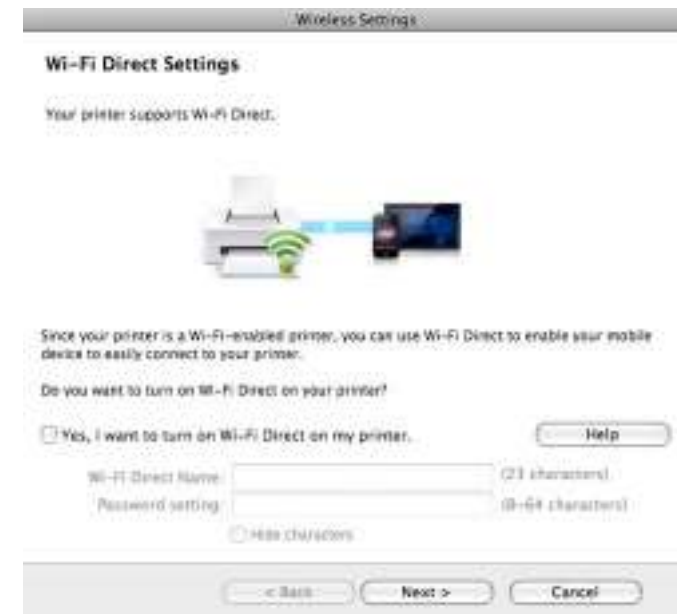 Wireless Settings
Wi-Fi Direct Settings
Your printer supports Wi-Fi Direct.
Since your printer is a Wi-Fi-enabled printer, you can use Wi-Fi Direct to enable your mobile
device to easily connect to your printer.
Do you want to turn on Wi-Fi Direct on your printer?
Yes, I want to turn on Wi-Fi Direct on my printer.
Help
Wi-Fi Direct Name:
(23 characters)
Password setting:
(8-64 characters)
Hide characters
< Back
Next >
Cancel